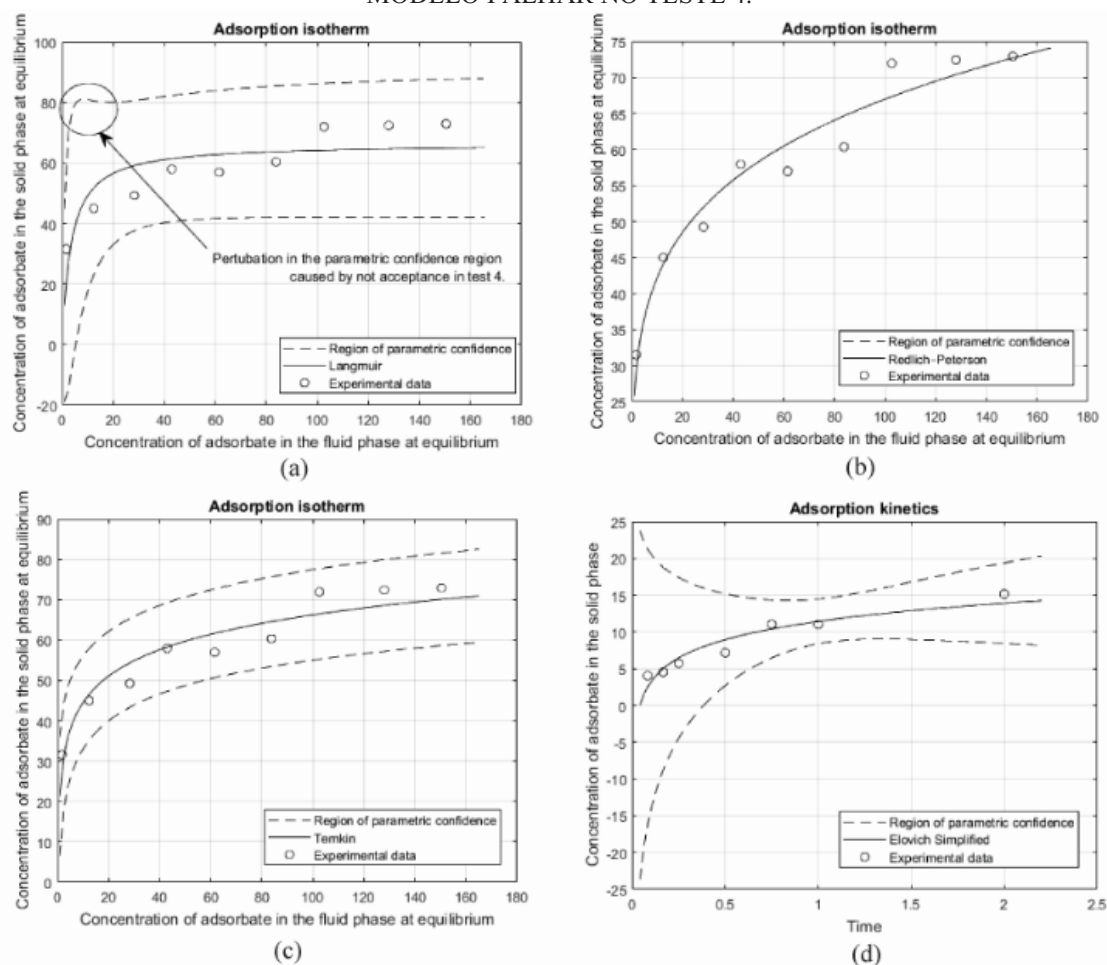 MODELO FALHAR NO TESTE 4.
Adsorption isotherm
Concentration of adsorbate in the solid phase at equilibrium
100
80
60
40
20
0
-20
0 20 40 60 80 100 120 140 160 180
Pertubation in the parametric confidence region
caused by not acceptance in test 4.
Region of parametric confidence
Langmuir
Experimental data
Concentration of adsorbate in the fluid phase at equilibrium
(a)
Adsorption isotherm
Concentration of adsorbate in the solid phase at equilibrium
75
70
65
60
55
50
45
40
35
30
25
0 20 40 60 80 100 120 140 160 180
Region of parametric confidence
Redlich-Peterson
Experimental data
Concentration of adsorbate in the fluid phase at equilibrium
(b)
Adsorption isotherm
Concentration of adsorbate in the solid phase at equilibrium
90
80
70
60
50
40
30
20
10
0
0 20 40 60 80 100 120 140 160 180
Region of parametric confidence
Temkin
Experimental data
Concentration of adsorbate in the fluid phase at equilibrium
(c)
Adsorption kinetics
Concentration of adsorbate in the solid phase
25
20
15
10
5
0
-5
-10
-15
-20
-25
0 0.5 1 1.5 2 2.5
Region of parametric confidence
Elovich Simplified
Experimental data
Time
(d)